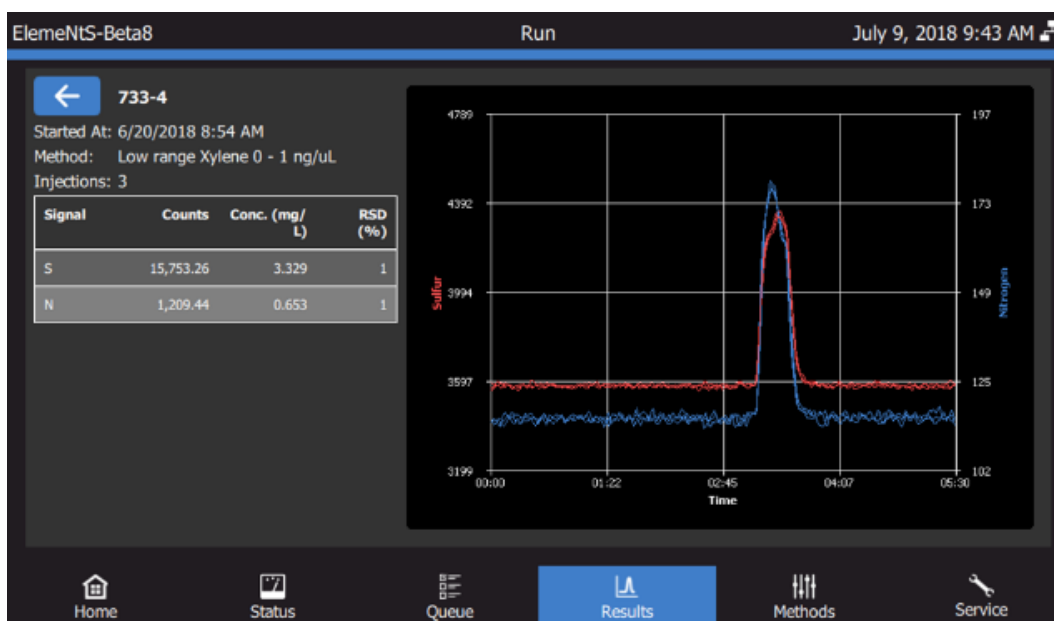 ElemeNtS-Beta8 Run July 9, 2018 9:43 AM
733-4
Started At: 6/20/2018 8:54 AM
Method: Low range Xylene 0 - 1 ng/uL
Injections: 3
Signal Counts Conc. (mg/L) RSD (%)
S 15,753.26 3.329 1
N 1,209.44 0.653 1
4789 197
4392 173
Sulfur
3994 149
Nitrogen
3597 125
3199 102
00:00 01:22 02:45 04:07 05:30
Time
Home Status Queue Results Methods Service